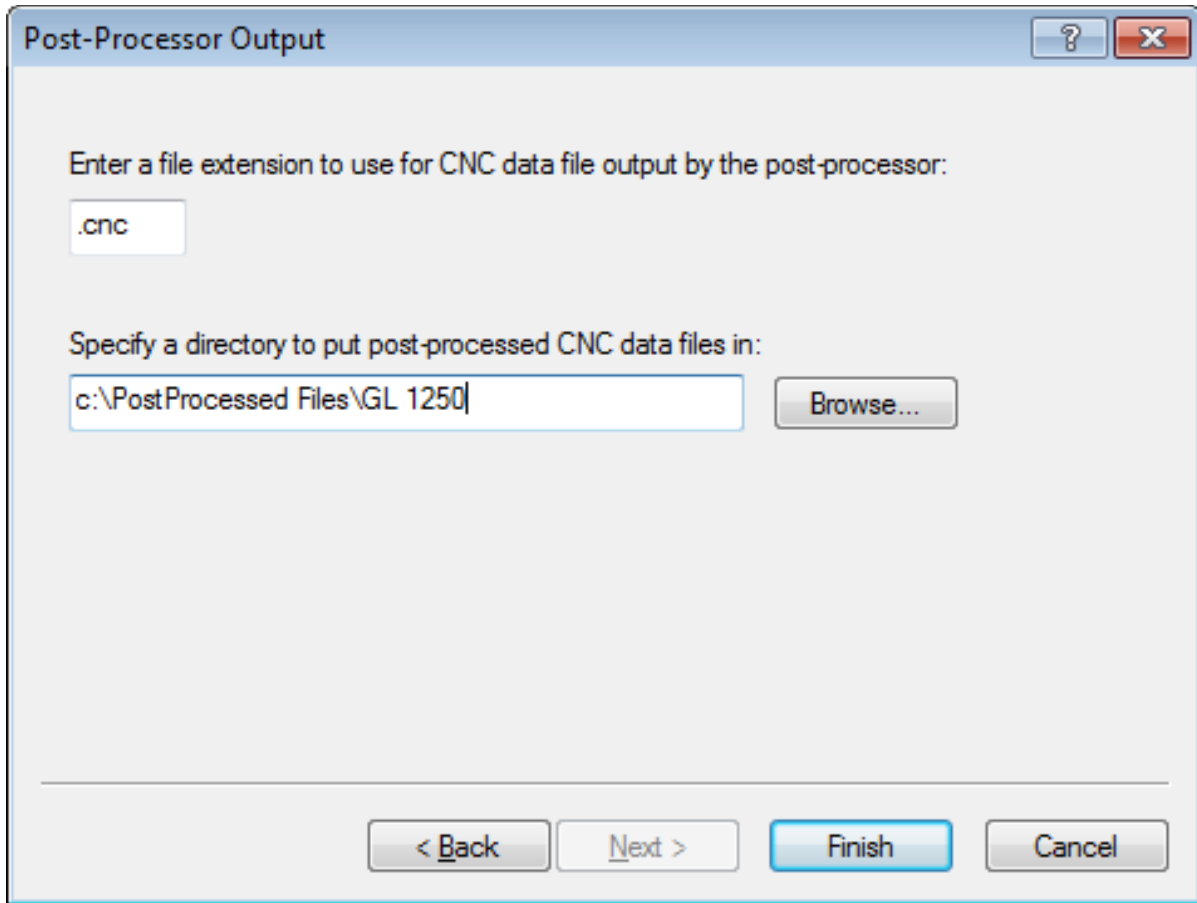 Post-Processor Output
Enter a file extension to use for CNC data file output by the post-processor:
.cnc
Specify a directory to put post-processed CNC data files in:
c:\PostProcessed Files\GL 1250
Browse...
< Back
Next >
Finish
Cancel